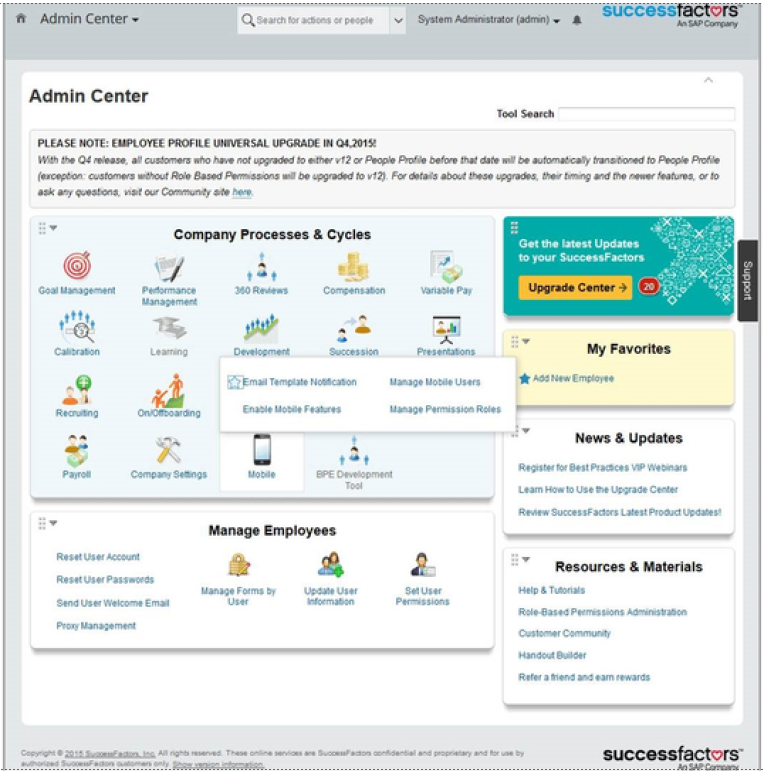 Admin Center
Search for actions or people
System Administrator (admin)
successfactors™
An SAP Company
Admin Center
Tool Search
PLEASE NOTE: EMPLOYEE PROFILE UNIVERSAL UPGRADE IN Q4,2015!
With the Q4 release, all customers who have not upgraded to either v12 or People Profile before that date will be automatically transitioned to People Profile
(exception: customers without Role Based Permissions will be upgraded to v12). For details about these upgrades, their timing and the newer features, or to
ask any questions, visit our Community site here.
Company Processes & Cycles
Goal Management
Performance
Management
360 Reviews
Compensation
Variable Pay
Calibration
Learning
Development
Succession
Presentations
Email Template Notification
Manage Mobile Users
Enable Mobile Features
Manage Permission Roles
Recruiting
On/Offboarding
Payroll
Company Settings
Mobile
BPE Development
Tool
Get the latest Updates
to your SuccessFactors
Upgrade Center →
20
Support
My Favorites
Add New Employee
News & Updates
Register for Best Practices VIP Webinars
Learn How to Use the Upgrade Center
Review SuccessFactors Latest Product Updates!
Manage Employees
Reset User Account
Reset User Passwords
Send User Welcome Email
Proxy Management
Manage Forms by
User
Update User
Information
Set User
Permissions
Resources & Materials
Help & Tutorials
Role-Based Permissions Administration
Customer Community
Handout Builder
Refer a friend and earn rewards
Copyright © 2015 SuccessFactors, Inc. All rights reserved. These online services are SuccessFactors confidential and proprietary and for use by
authorized SuccessFactors customers only. Show version information.
successfactors™
An SAP Company